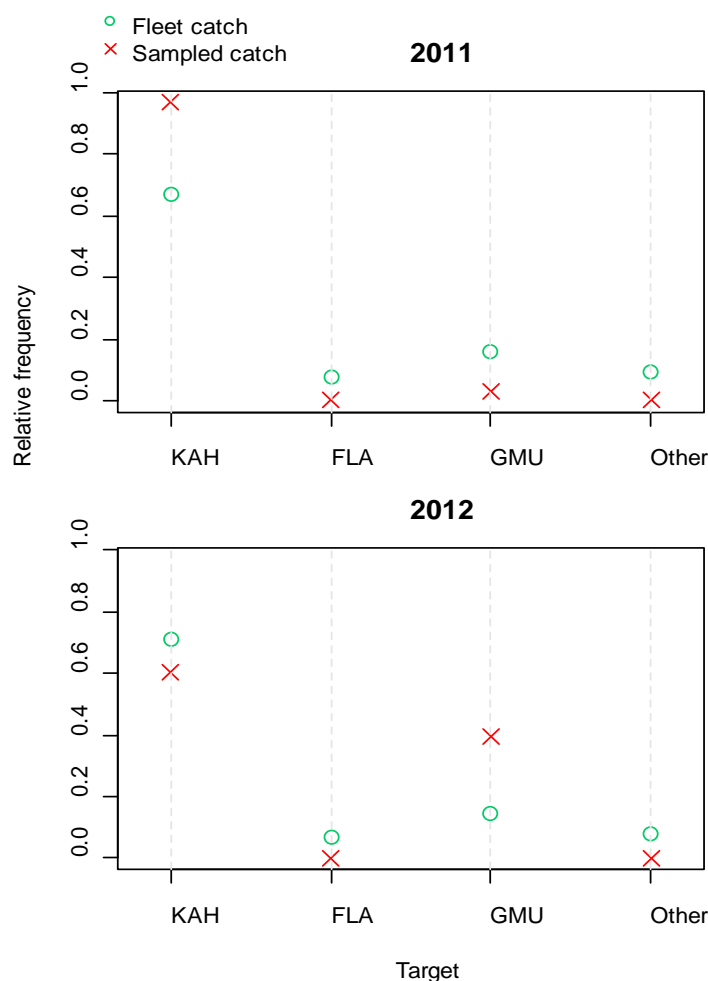 Fleet catch
Sampled catch
2011
1.0
0.8
0.6
0.4
0.2
0.0
Relative frequency
KAH FLA GMU Other
2012
1.0
0.8
0.6
0.4
0.2
0.0
KAH FLA GMU Other
Target